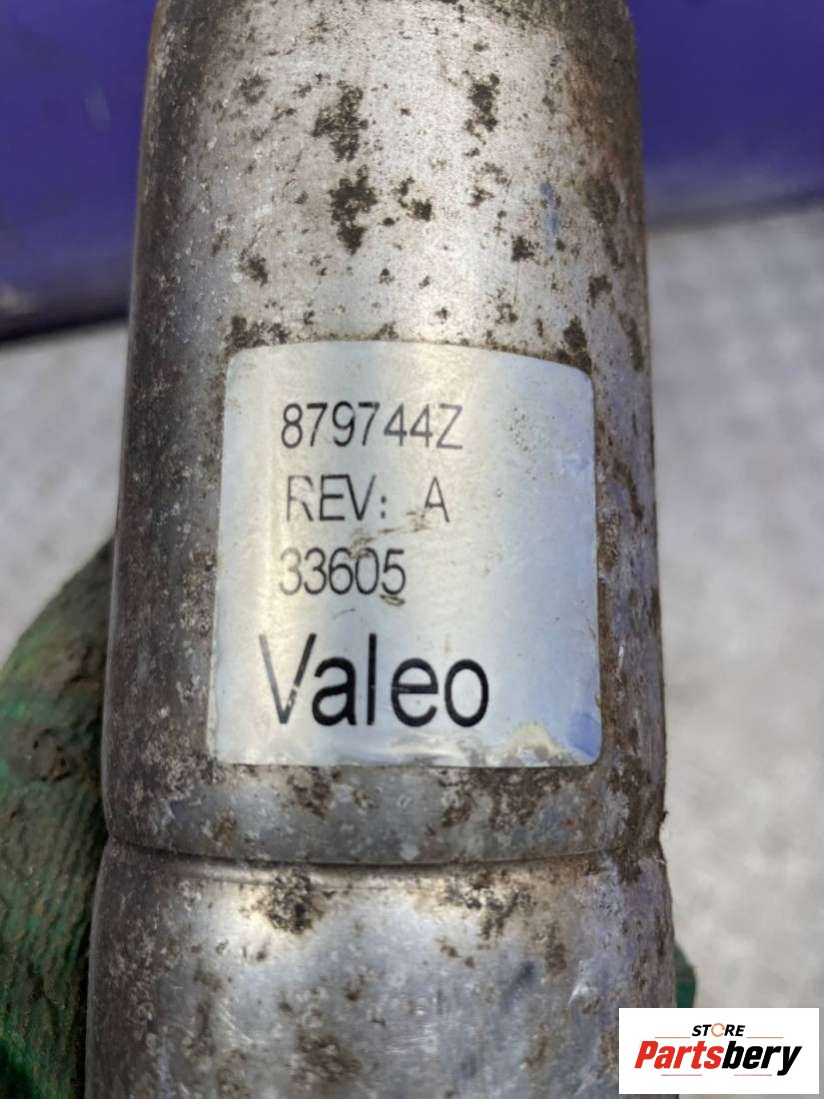 879744Z
REV: A
33605
Valeo
STORE
Partsbery